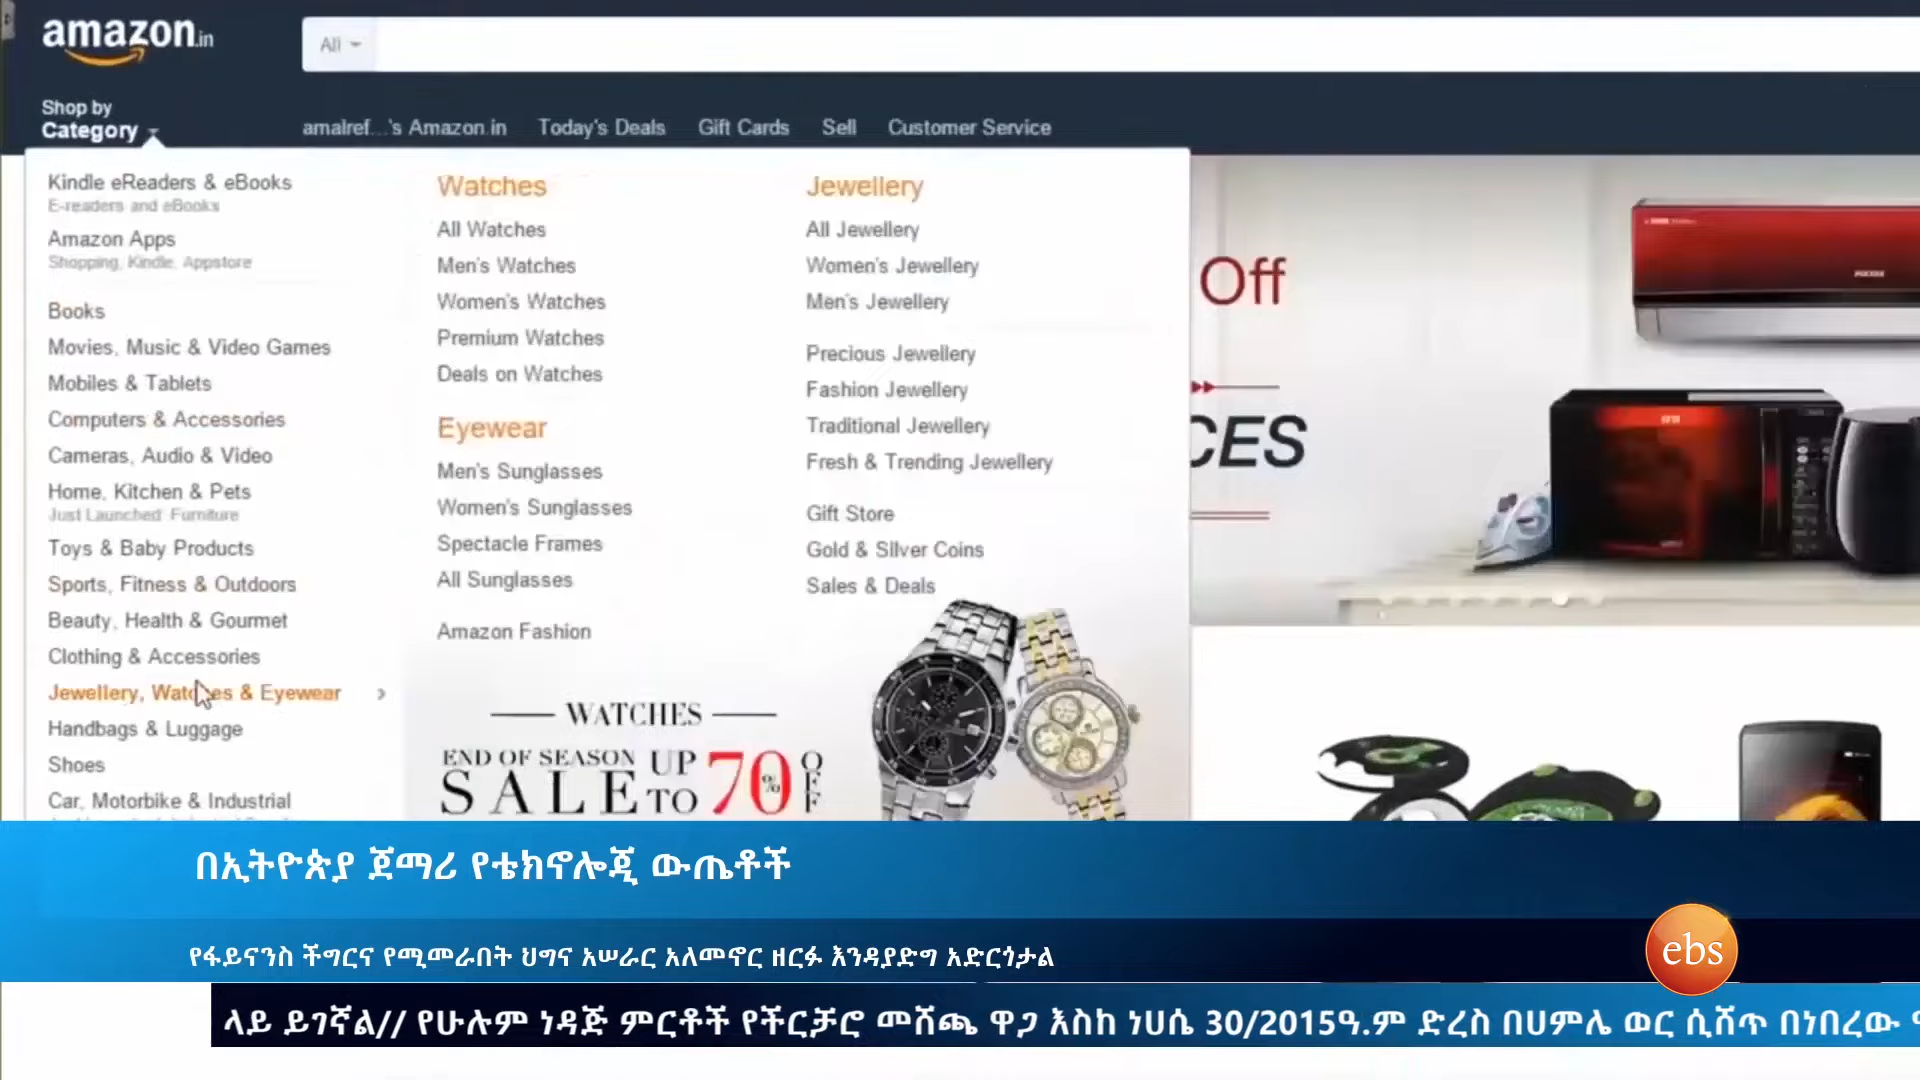 amazon.in
All
Shop by
Category
amalref...'s Amazon.in
Today's Deals
Gift Cards
Sell
Customer Service
Kindle eReaders & eBooks
E-readers and eBooks
Amazon Apps
Shopping, Kindle, Appstore
Books
Movies, Music & Video Games
Mobiles & Tablets
Computers & Accessories
Cameras, Audio & Video
Home, Kitchen & Pets
Just Launched: Furniture
Toys & Baby Products
Sports, Fitness & Outdoors
Beauty, Health & Gourmet
Clothing & Accessories
Jewellery, Watches & Eyewear
Handbags & Luggage
Shoes
Car, Motorbike & Industrial
Watches
All Watches
Men's Watches
Women's Watches
Premium Watches
Deals on Watches
Eyewear
Men's Sunglasses
Women's Sunglasses
Spectacle Frames
All Sunglasses
Amazon Fashion
Jewellery
All Jewellery
Women's Jewellery
Men's Jewellery
Precious Jewellery
Fashion Jewellery
Traditional Jewellery
Fresh & Trending Jewellery
Gift Store
Gold & Silver Coins
Sales & Deals
WATCHES
END OF SEASON
SALE UP TO 70% OFF
Off
CES
በኢትዮጵያ ጀማሪ የቴክኖሎጂ ውጤቶች
የፋይናንስ ችግርና የሚመራበት ህግና አሠራር አለመኖር ዘርፉ እንዳያድግ አድርጎታል
ebs
ላይ ይገኛል// የሁሉም ነዳጅ ምርቶች የችርቻሮ መሸጫ ዋጋ እስከ ነሀሴ 30/2015ዓ.ም ድረስ በሀምሌ ወር ሲሸጥ በነበረው